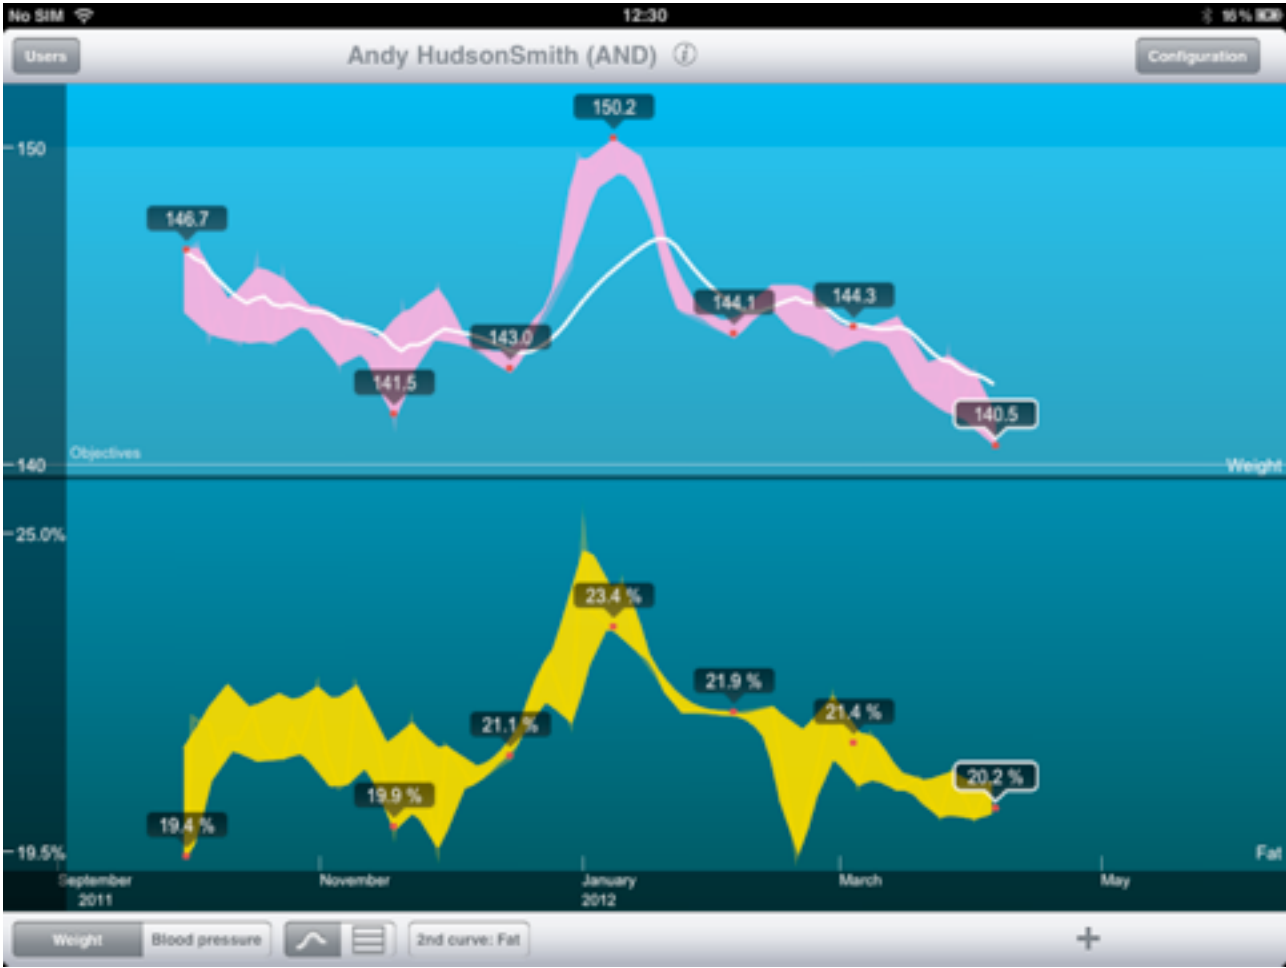 No SIM 12:30 16%
Users Andy HudsonSmith (AND) i Configuration
150.2
150
146.7
144.1 144.3
143.0
141.5
140.5
Objectives
140 Weight
25.0%
23.4 %
21.9 %
21.1 % 21.4 %
20.2 %
19.9 %
19.4 %
19.5% Fat
September November January March May
2011 2012
Weight Blood pressure 2nd curve: Fat +